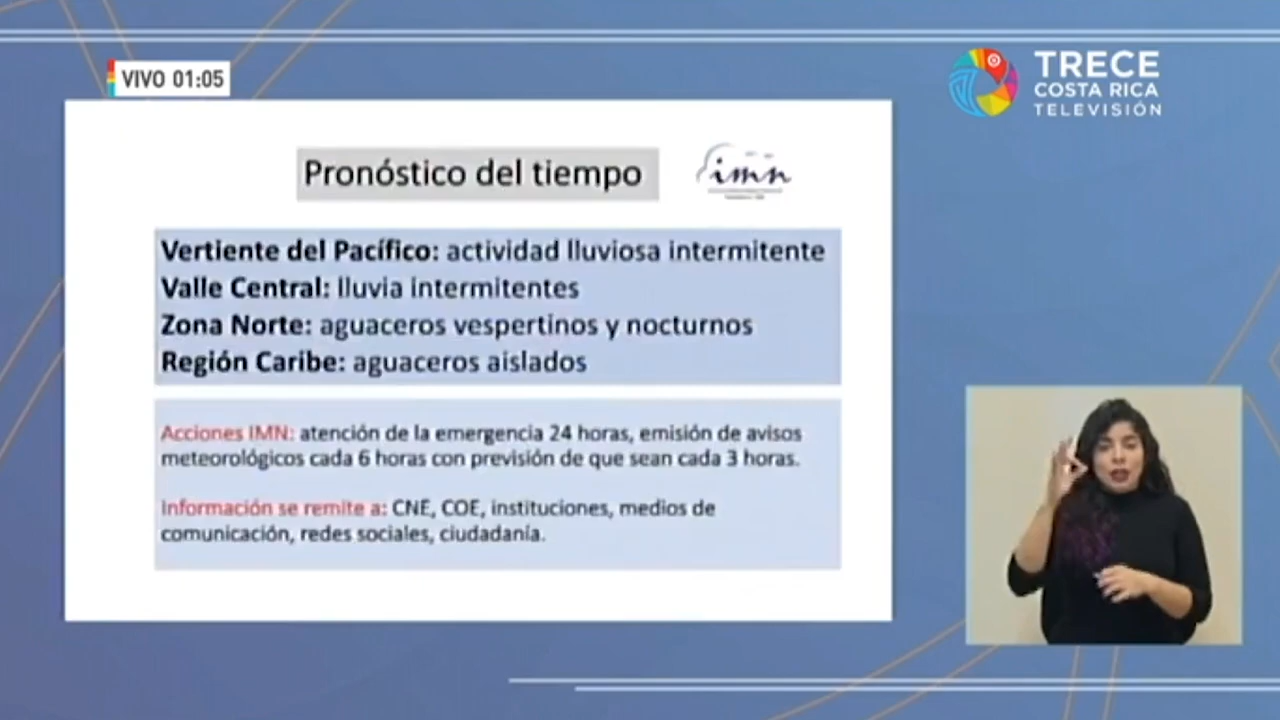 VIVO 01:05
TRECE
COSTA RICA
TELEVISIÓN
Pronóstico del tiempo
imn
Vertiente del Pacífico: actividad lluviosa intermitente
Valle Central: lluvia intermitentes
Zona Norte: aguaceros vespertinos y nocturnos
Región Caribe: aguaceros aislados
Acciones IMN: atención de la emergencia 24 horas, emisión de avisos
meteorológicos cada 6 horas con previsión de que sean cada 3 horas.
Información se remite a: CNE, COE, instituciones, medios de
comunicación, redes sociales, ciudadanía.